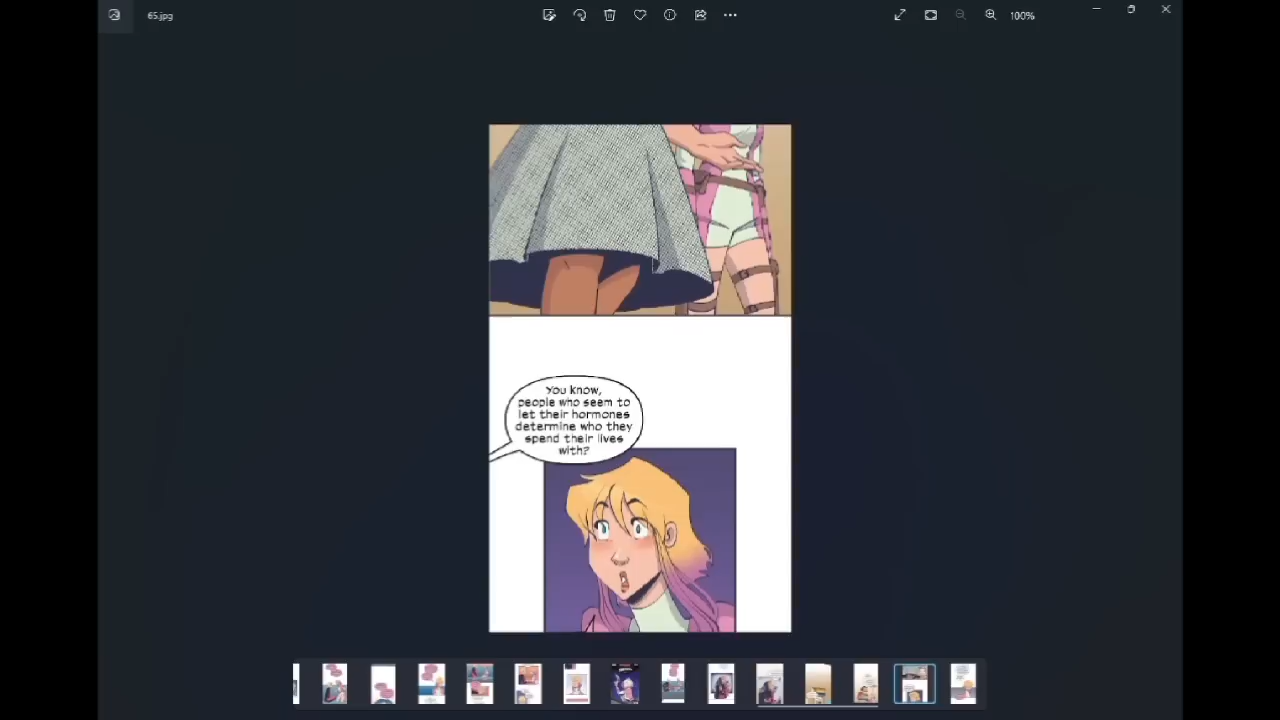 65.jpg
100%
You know,
people who seem to
let their hormones
determine who they
spend their lives
with?